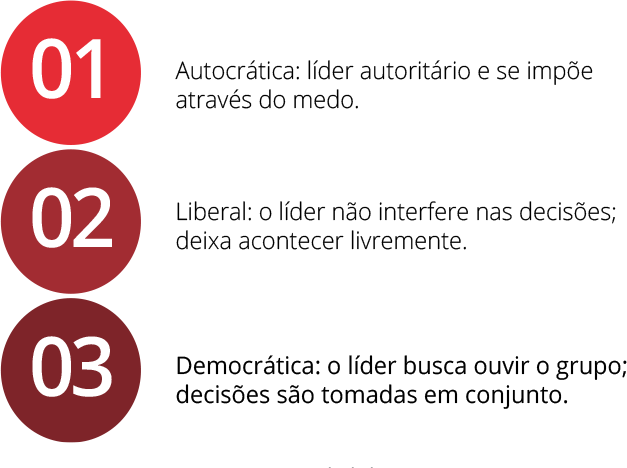 01
Autocrática: líder autoritário e se impõe
através do medo.
02
Liberal: o líder não interfere nas decisões;
deixa acontecer livremente.
03
Democrática: o líder busca ouvir o grupo;
decisões são tomadas em conjunto.